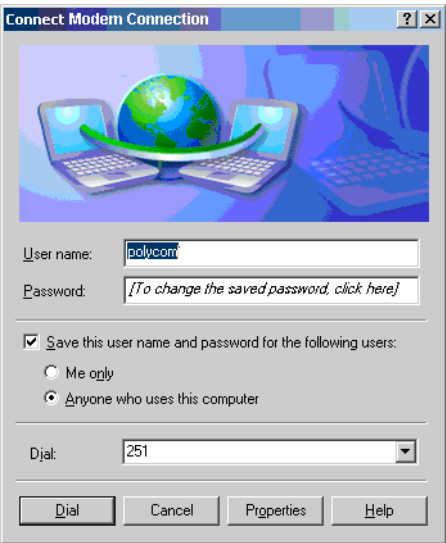 Connect Modem Connection
User name: polycom
Password: [To change the saved password, click here]
Save this user name and password for the following users:
Me only
Anyone who uses this computer
Dial: 251
Dial Cancel Properties Help